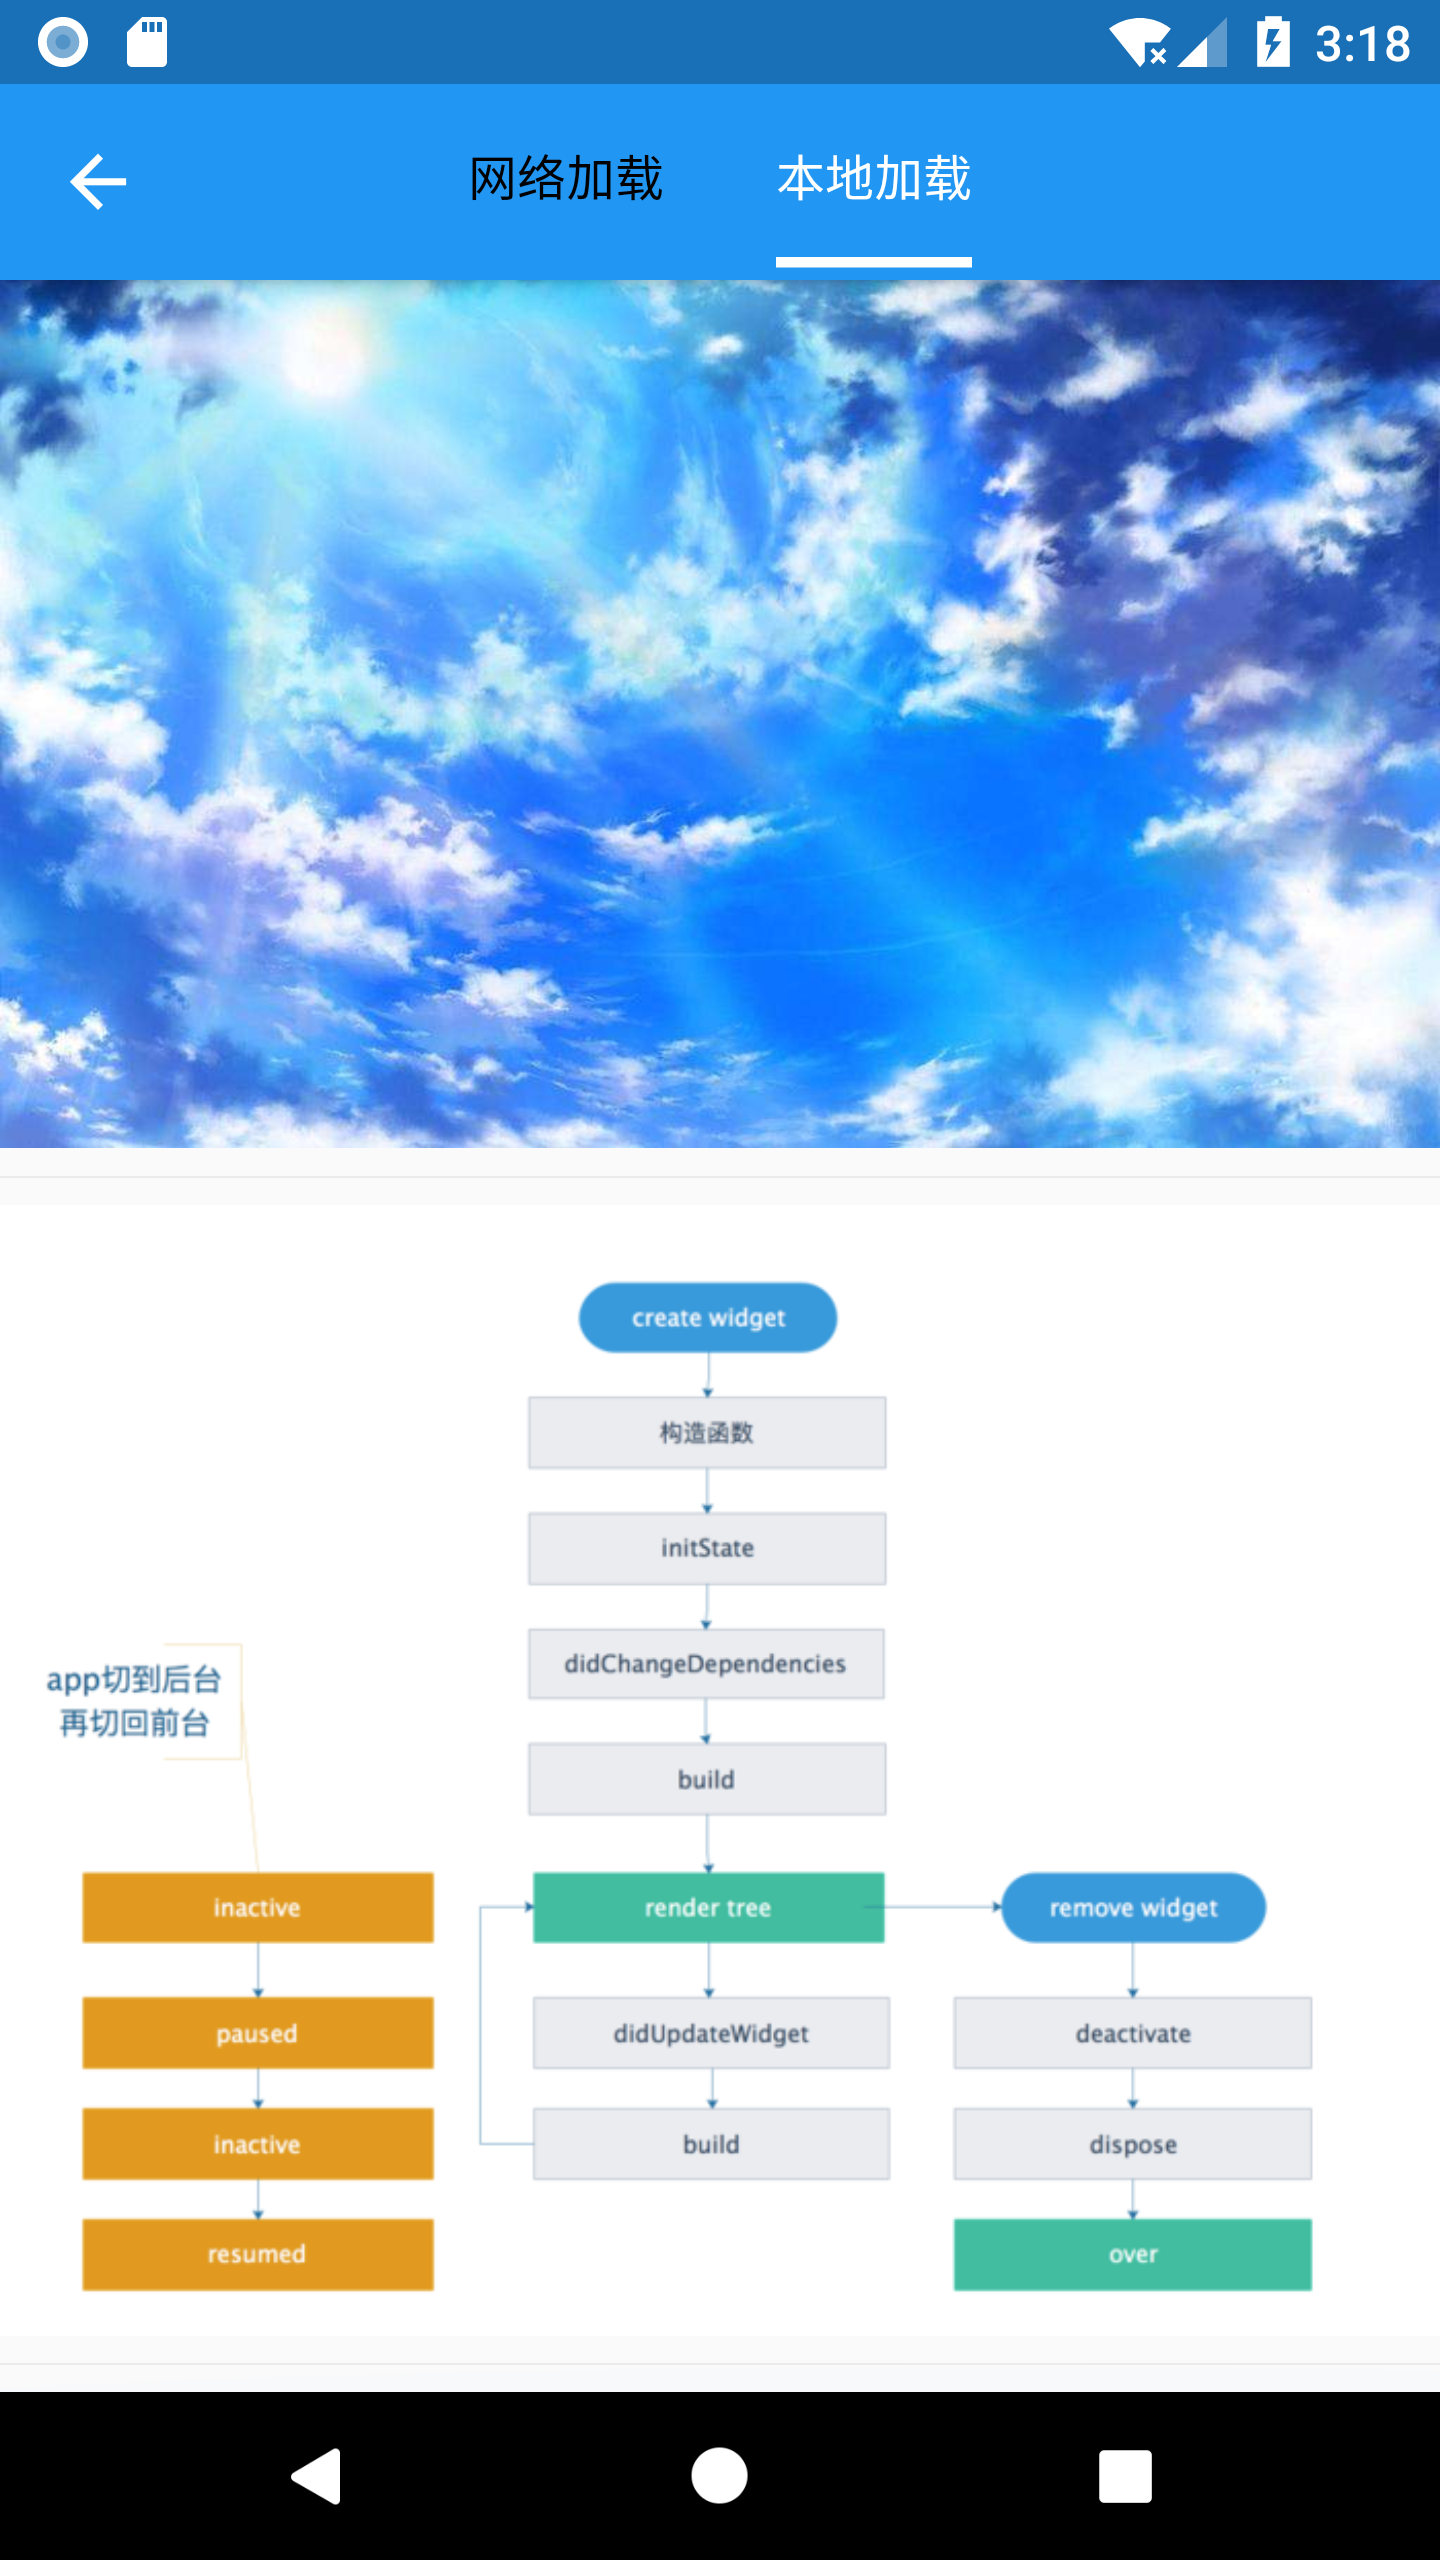 3:18
网络加载
本地加载
create widget
构造函数
initState
didChangeDependencies
app切到后台
再切回前台
build
inactive
render tree
remove widget
paused
didUpdateWidget
deactivate
inactive
build
dispose
resumed
over